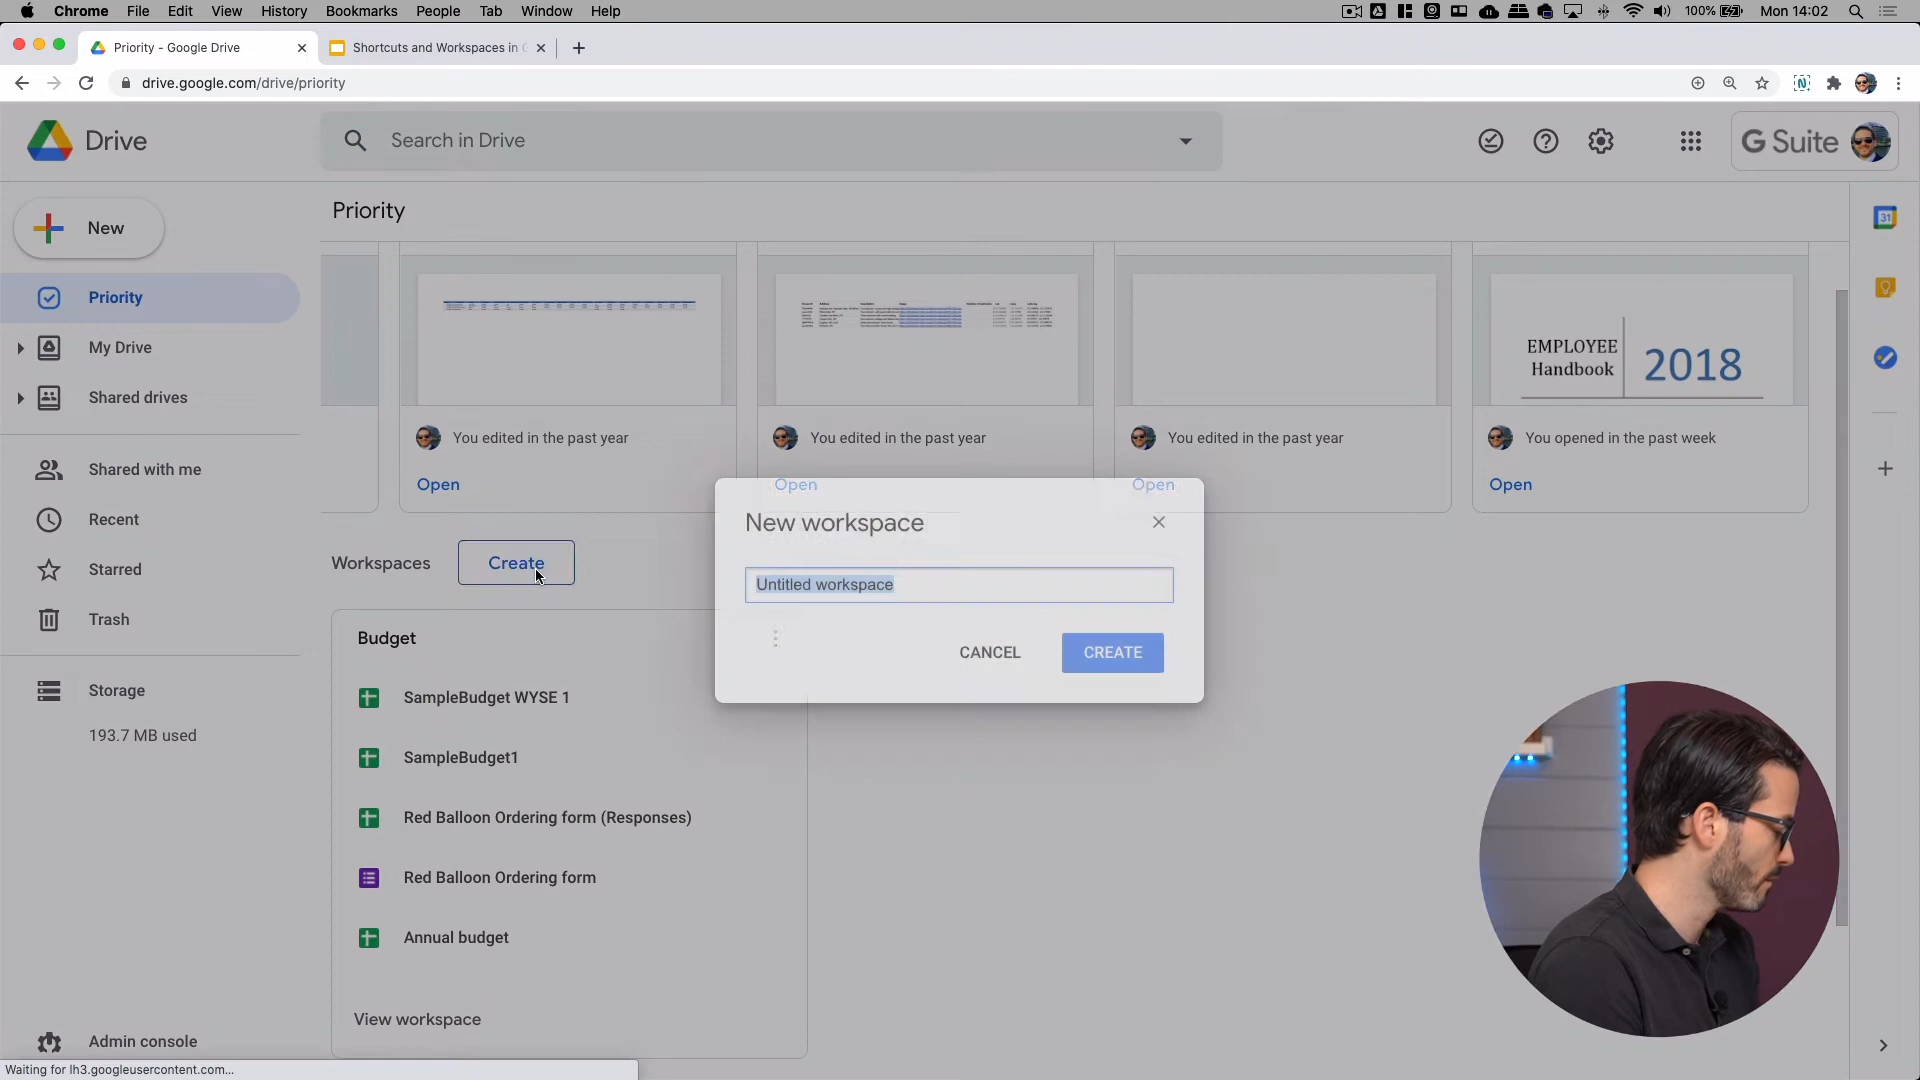 Chrome File Edit View History Bookmarks People Tab Window Help
100% Mon 14:02
Priority - Google Drive
Shortcuts and Workspaces in G
drive.google.com/drive/priority
Drive
Search in Drive
G Suite
New
Priority
Priority
My Drive
Shared drives
Shared with me
Recent
Starred
Trash
Storage
193.7 MB used
Admin console
EMPLOYEE
Handbook
2018
31
You edited in the past year
You edited in the past year
You edited in the past year
You opened in the past week
Open
Open
Open
Open
Workspaces
Create
New workspace
Untitled workspace
CANCEL
CREATE
Budget
SampleBudget WYSE 1
SampleBudget1
Red Balloon Ordering form (Responses)
Red Balloon Ordering form
Annual budget
View workspace
Waiting for lh3.googleusercontent.com...